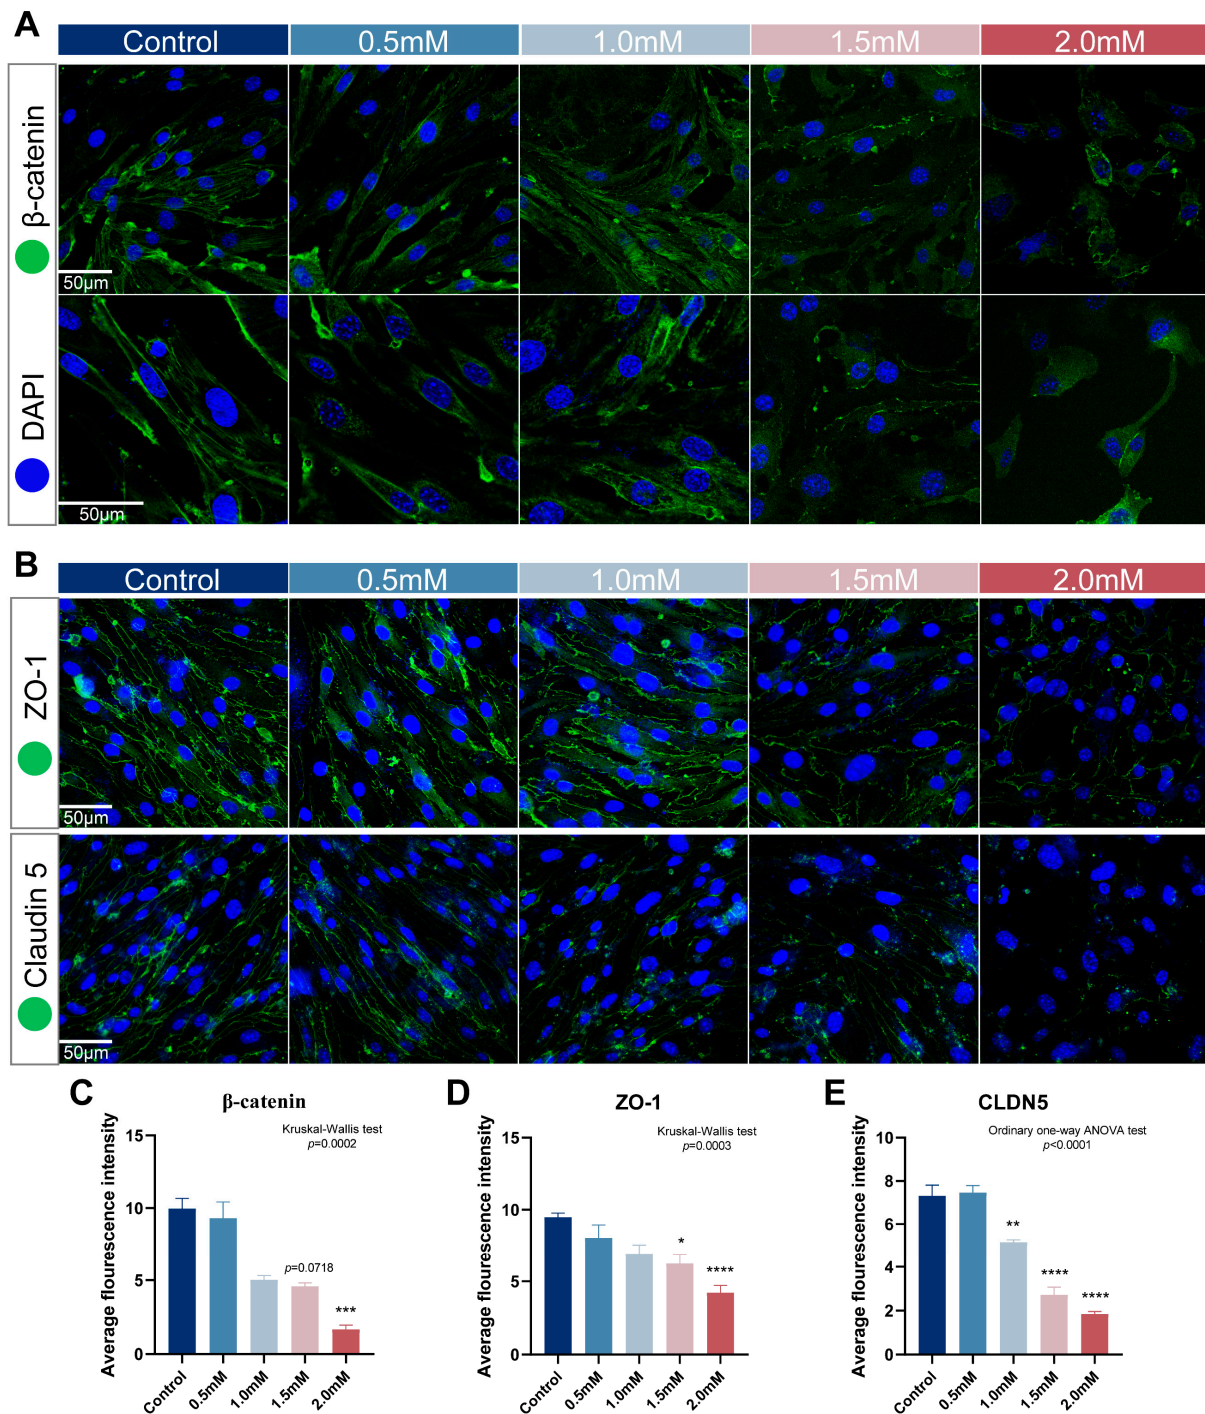 A
Control 0.5mM 1.0mM 1.5mM 2.0mM
β-catenin
DAPI
50μm
50μm
B
Control 0.5mM 1.0mM 1.5mM 2.0mM
ZO-1
50μm
Claudin 5
50μm
C
β-catenin
Kruskal-Wallis test
p=0.0002
Average flourescence intensity
15
10
5
0
p=0.0718
***
Control 0.5mM 1.0mM 1.5mM 2.0mM
D
ZO-1
Kruskal-Wallis test
p=0.0003
Average flourescence intensity
15
10
5
0
*
****
Control 0.5mM 1.0mM 1.5mM 2.0mM
E
CLDN5
Ordinary one-way ANOVA test
p<0.0001
Average flourescence intensity
10
8
6
4
2
0
**
****
****
Control 0.5mM 1.0mM 1.5mM 2.0mM